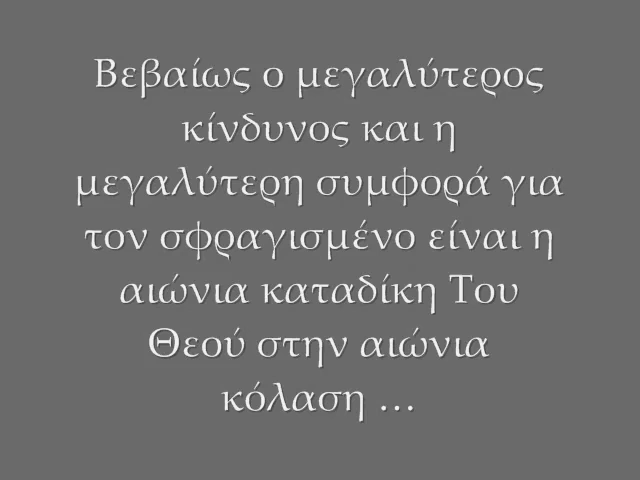 Βεβαίως ο μεγαλύτερος
κίνδυνος και η
μεγαλύτερη συμφορά για
τον σφραγισμένο είναι η
αιώνια καταδίκη Του
Θεού στην αιώνια
κόλαση …